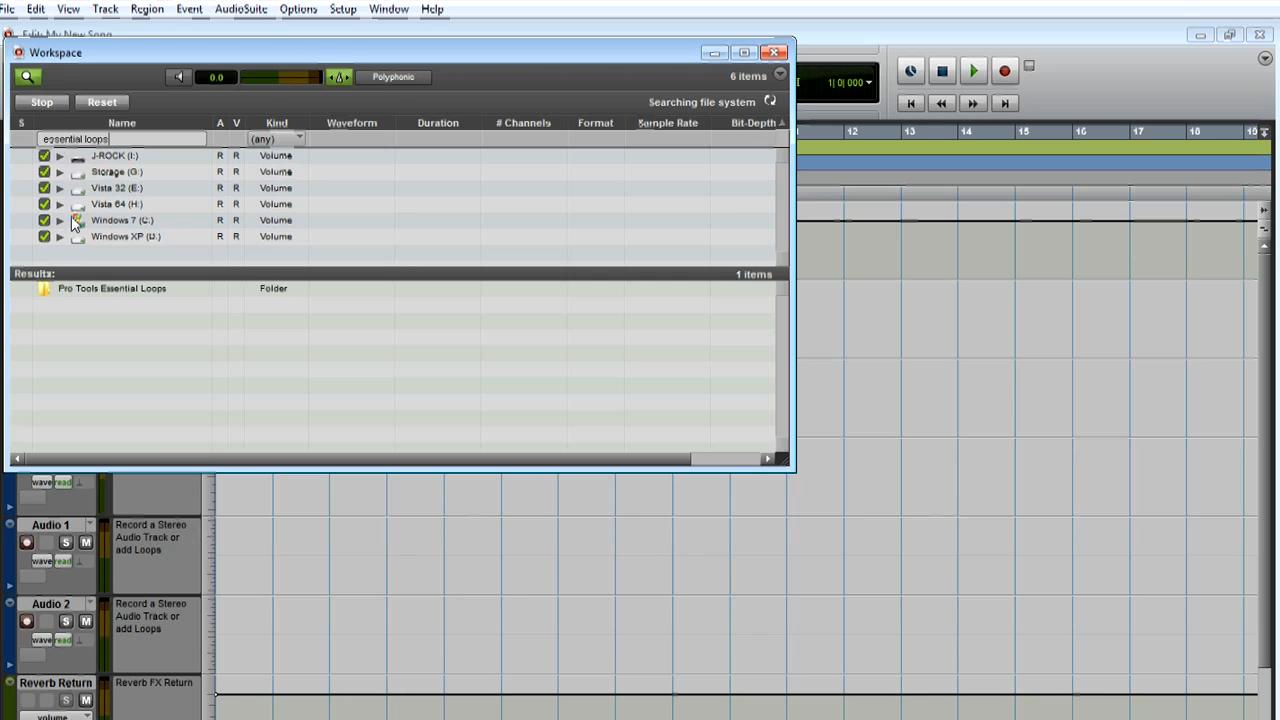 File Edit View Track Region Event AudioSuite Options Setup Window Help
Edit: My New Song
Workspace
0.0 Polyphonic 6 items
Stop Reset Searching file system
S Name A V Kind Waveform Duration # Channels Format Sample Rate Bit-Depth
essential loops (any)
J-ROCK (I:) R R Volume
Storage (G:) R R Volume
Vista 32 (E:) R R Volume
Vista 64 (H:) R R Volume
Windows 7 (C:) R R Volume
Windows XP (D:) R R Volume
Results: 1 items
Pro Tools Essential Loops Folder
1| 0| 000
12 13 14 15 16 17 18 19
wave read
Audio 1 Record a Stereo
Audio Track or
add Loops
S M
wave read
Audio 2 Record a Stereo
Audio Track or
add Loops
S M
wave read
Reverb Return Reverb FX Return
S M
volume